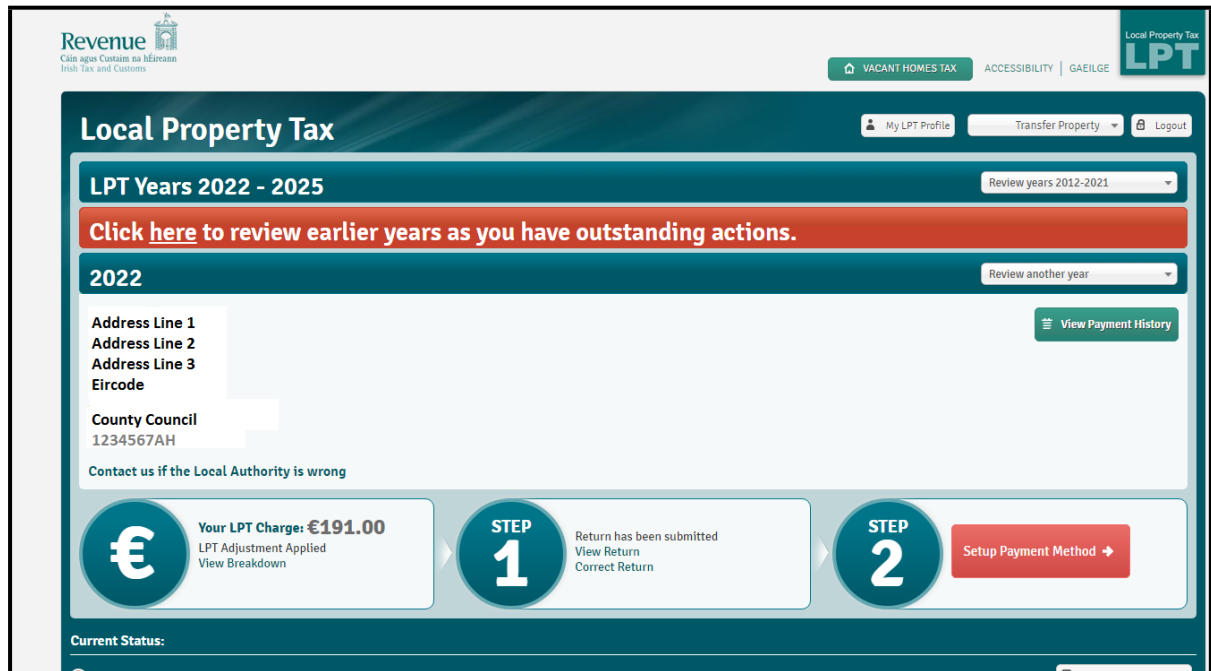 Revenue
Cáin agus Custaim na hÉireann
Irish Tax and Customs
VACANT HOMES TAX
ACCESSIBILITY | GAEILGE
Local Property Tax
LPT
Local Property Tax
My LPT Profile
Transfer Property
Logout
LPT Years 2022 - 2025
Review years 2012-2021
Click here to review earlier years as you have outstanding actions.
2022
Review another year
Address Line 1
Address Line 2
Address Line 3
Eircode
View Payment History
County Council
1234567AH
Contact us if the Local Authority is wrong
€
Your LPT Charge: €191.00
LPT Adjustment Applied
View Breakdown
STEP
1
Return has been submitted
View Return
Correct Return
STEP
2
Setup Payment Method
Current Status: